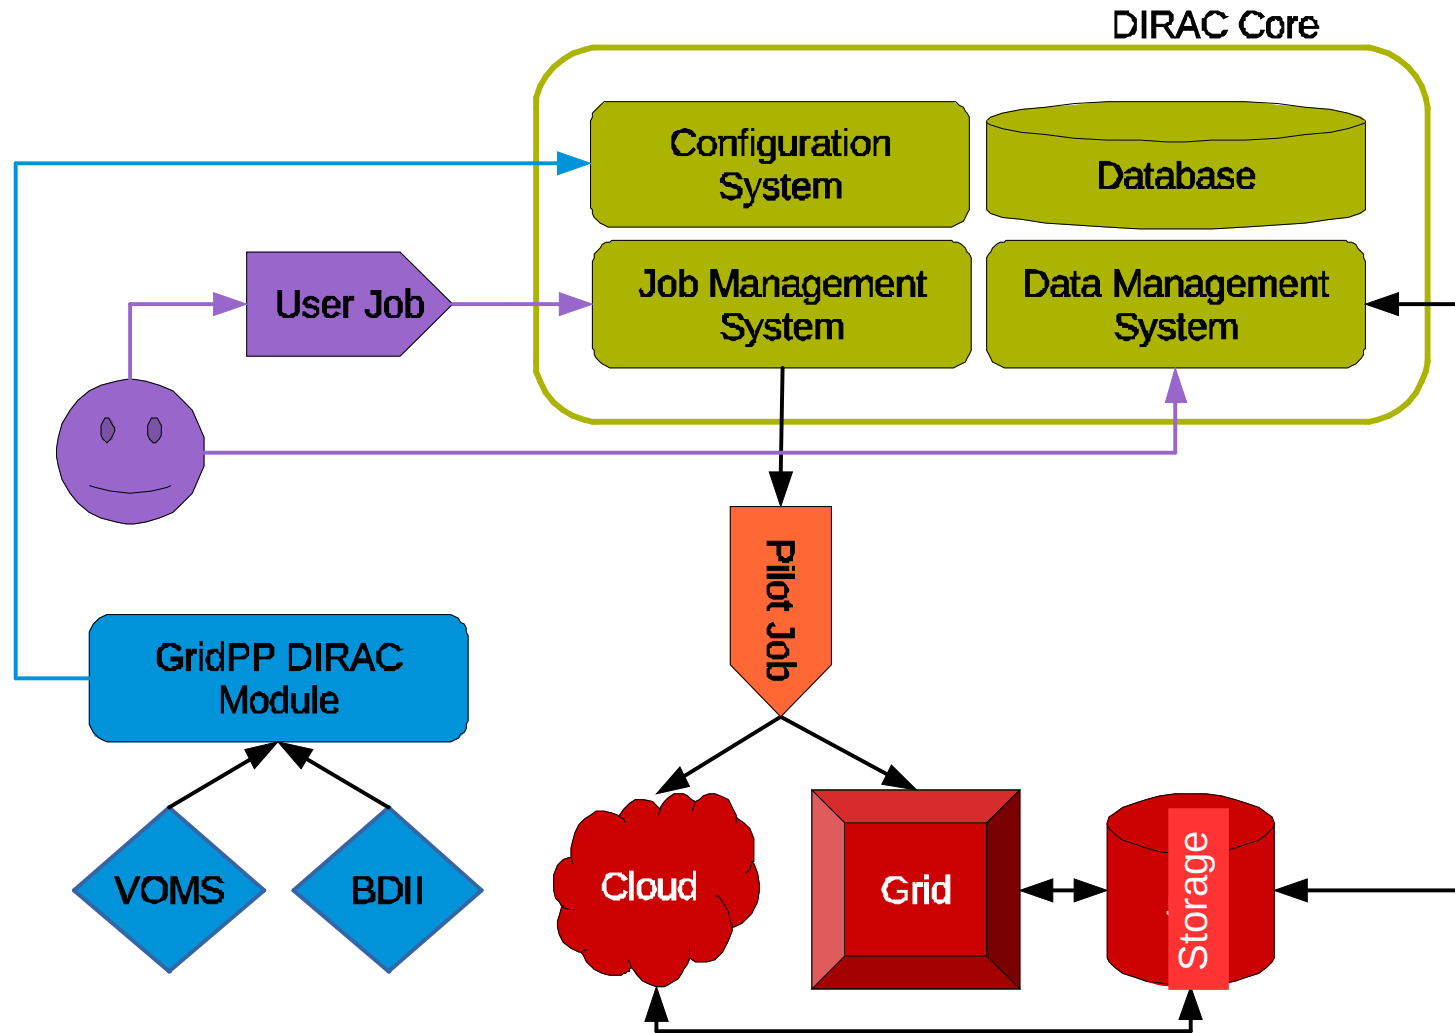 DIRAC Core
Configuration
System
Database
User Job
Job Management
System
Data Management
System
Pilot Job
GridPP DIRAC
Module
VOMS
BDII
Cloud
Grid
Storage